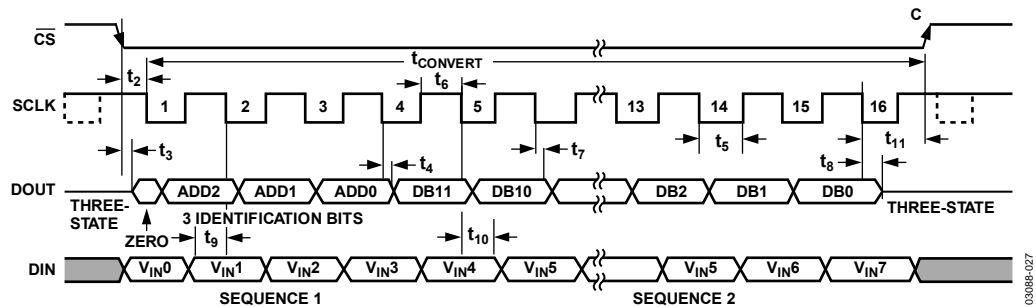 C
CS
tCONVERT
t2
t6
SCLK
1 2 3 4 5 13 14 15 16
t3 t4 t7 t5 t8 t11
DOUT
ADD2 ADD1 ADD0 DB11 DB10 DB2 DB1 DB0
THREE-
STATE
THREE-STATE
3 IDENTIFICATION BITS
ZERO
t9
t10
DIN
VIN0 VIN1 VIN2 VIN3 VIN4 VIN5 VIN5 VIN6 VIN7
SEQUENCE 1 SEQUENCE 2
03088-027